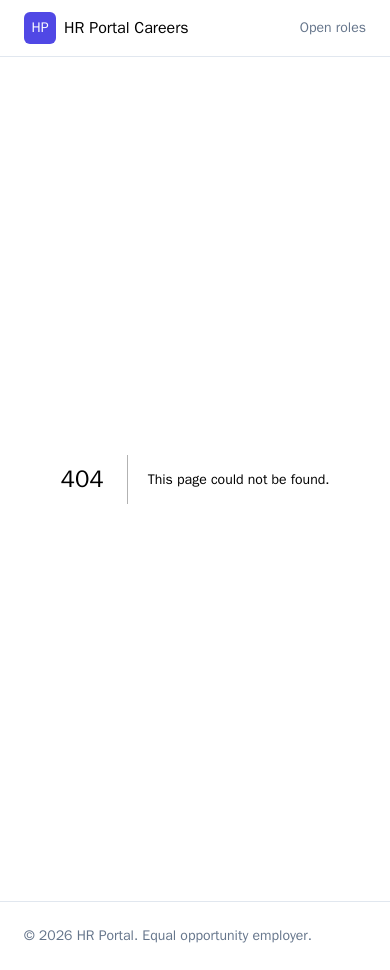 HP
HR Portal Careers
Open roles
404
This page could not be found.
© 2026 HR Portal. Equal opportunity employer.